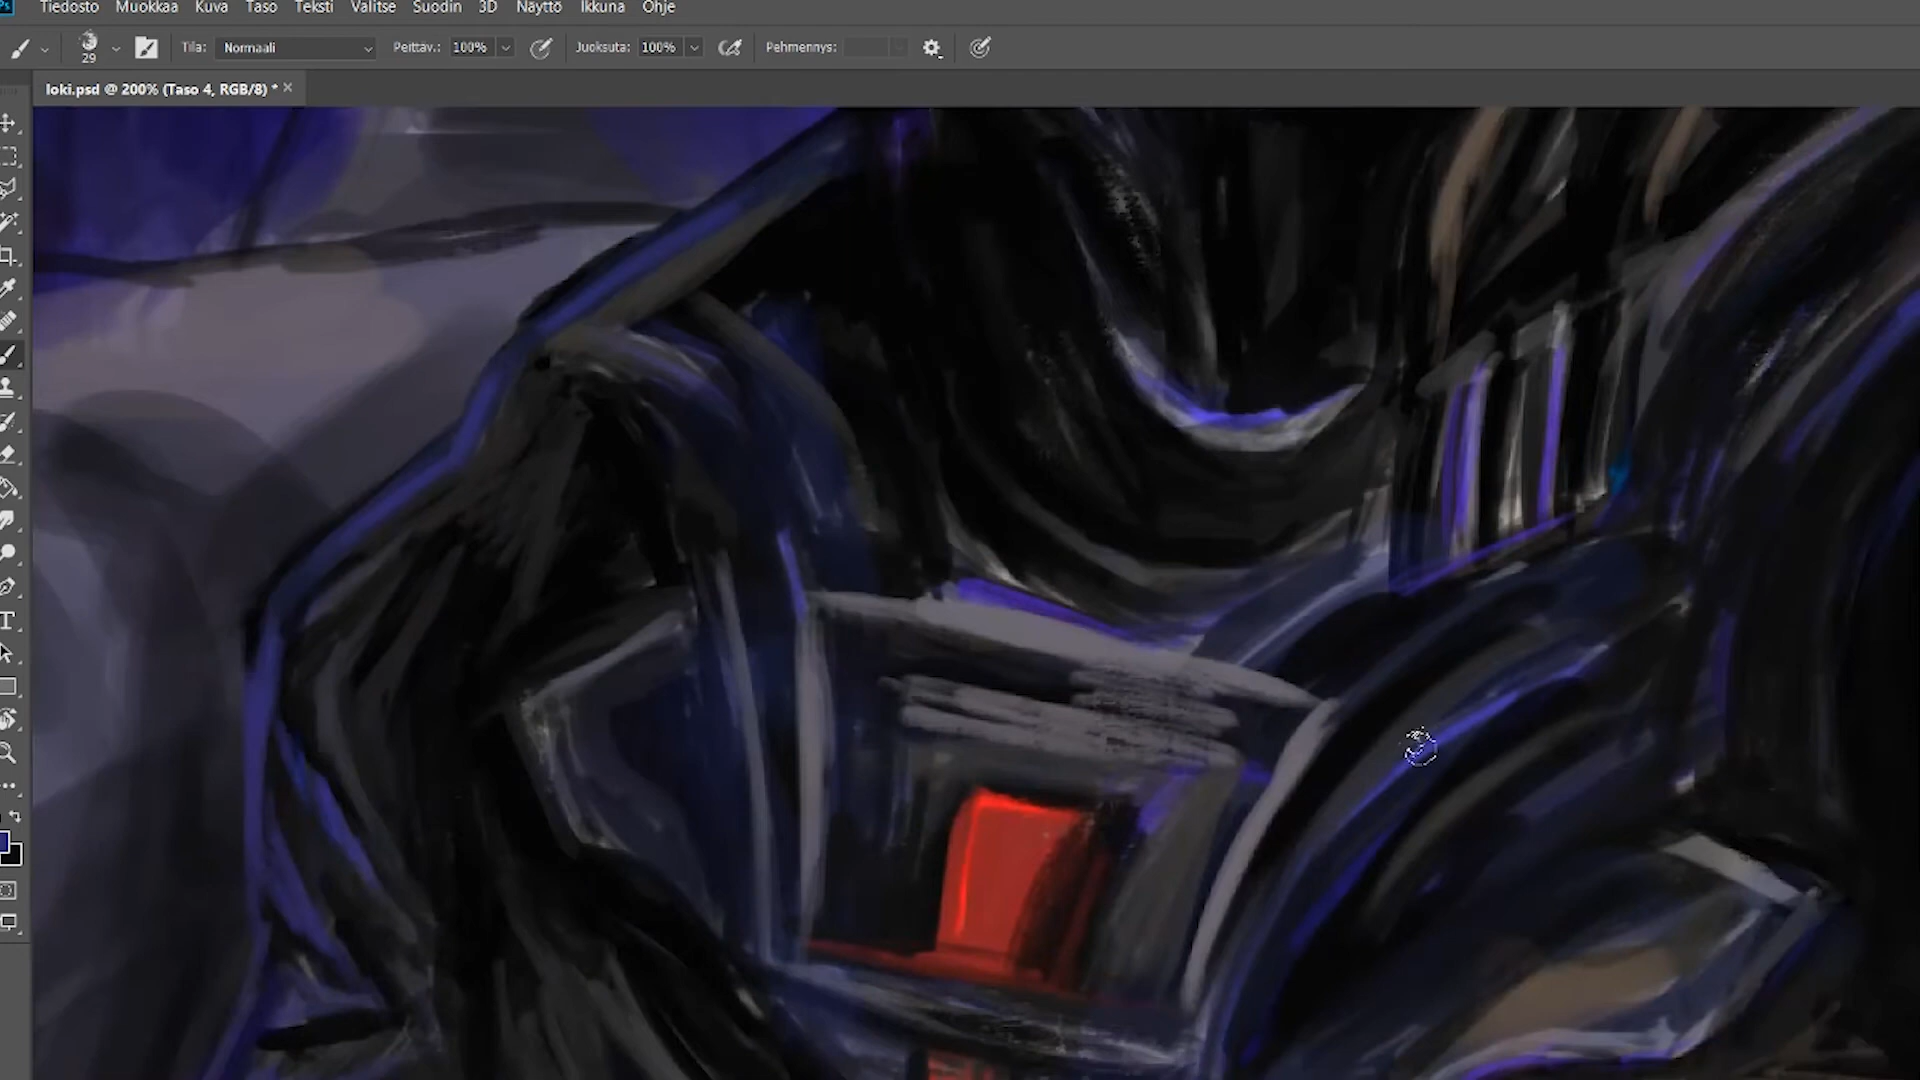 Ps Tiedosto Muokkaa Kuva Taso Teksti Valitse Suodin 3D Näyttö Ikkuna Ohje
29 Tila: Normaali Peittäv.: 100% Juoksuta: 100% Pehmennys:
loki.psd @ 200% (Taso 4, RGB/8) * ×